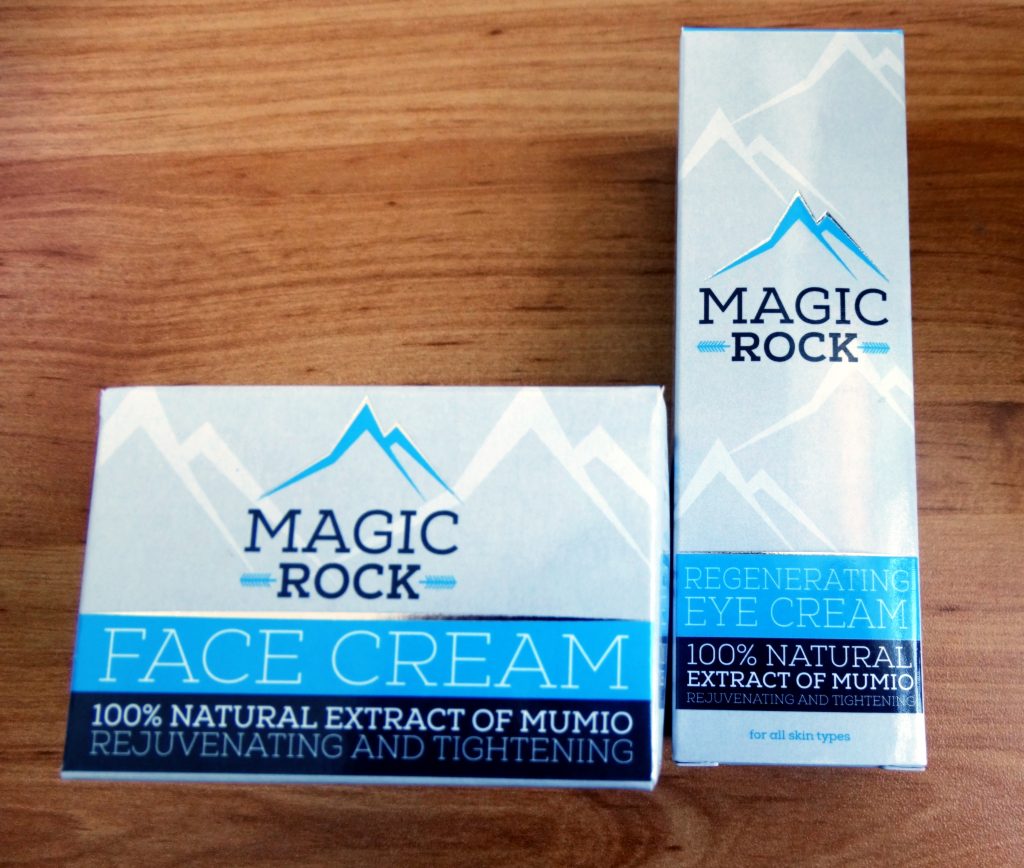 MAGIC
ROCK
FACE CREAM
100% NATURAL EXTRACT OF MUMIO
REJUVENATING AND TIGHTENING
MAGIC
ROCK
REGENERATING
EYE CREAM
100% NATURAL
EXTRACT OF MUMIO
REJUVENATING AND TIGHTENING
for all skin types